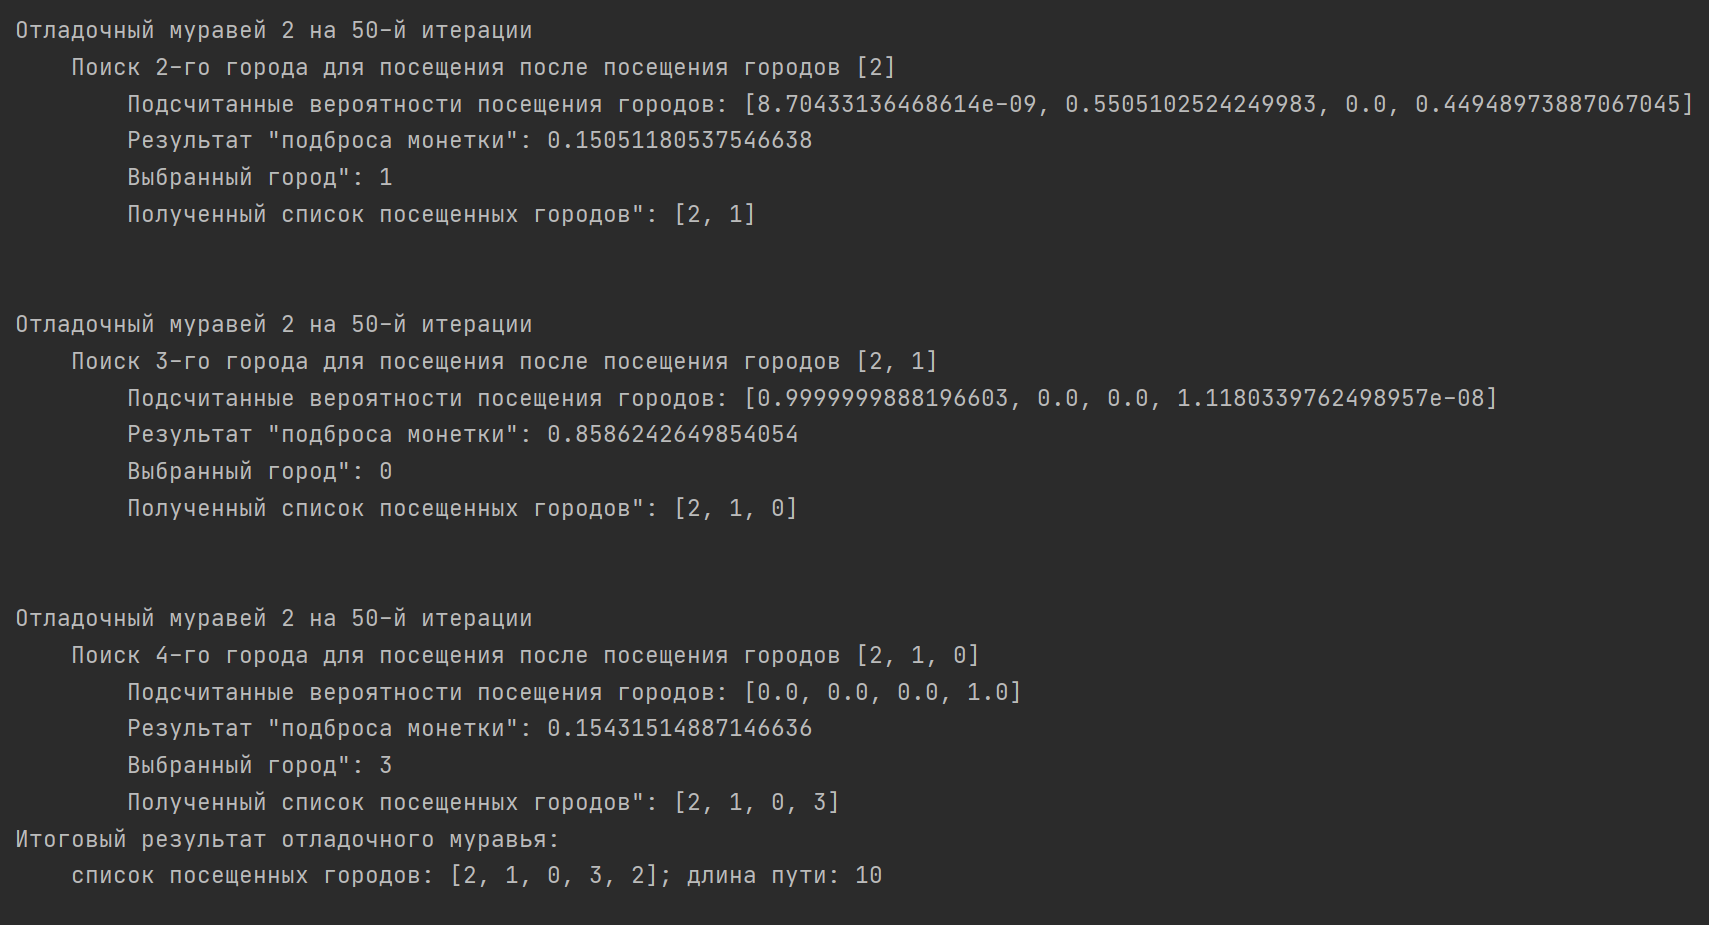 Отладочный муравей 2 на 50-й итерации
Поиск 2-го города для посещения после посещения городов [2]
Подсчитанные вероятности посещения городов: [8.70433136468614e-09, 0.5505102524249983, 0.0, 0.44948973887067045]
Результат "подброса монетки": 0.15051180537546638
Выбранный город": 1
Полученный список посещенных городов": [2, 1]
Отладочный муравей 2 на 50-й итерации
Поиск 3-го города для посещения после посещения городов [2, 1]
Подсчитанные вероятности посещения городов: [0.9999999888196603, 0.0, 0.0, 1.1180339762498957e-08]
Результат "подброса монетки": 0.8586242649854054
Выбранный город": 0
Полученный список посещенных городов": [2, 1, 0]
Отладочный муравей 2 на 50-й итерации
Поиск 4-го города для посещения после посещения городов [2, 1, 0]
Подсчитанные вероятности посещения городов: [0.0, 0.0, 0.0, 1.0]
Результат "подброса монетки": 0.15431514887146636
Выбранный город": 3
Полученный список посещенных городов": [2, 1, 0, 3]
Итоговый результат отладочного муравья:
список посещенных городов: [2, 1, 0, 3, 2]; длина пути: 10